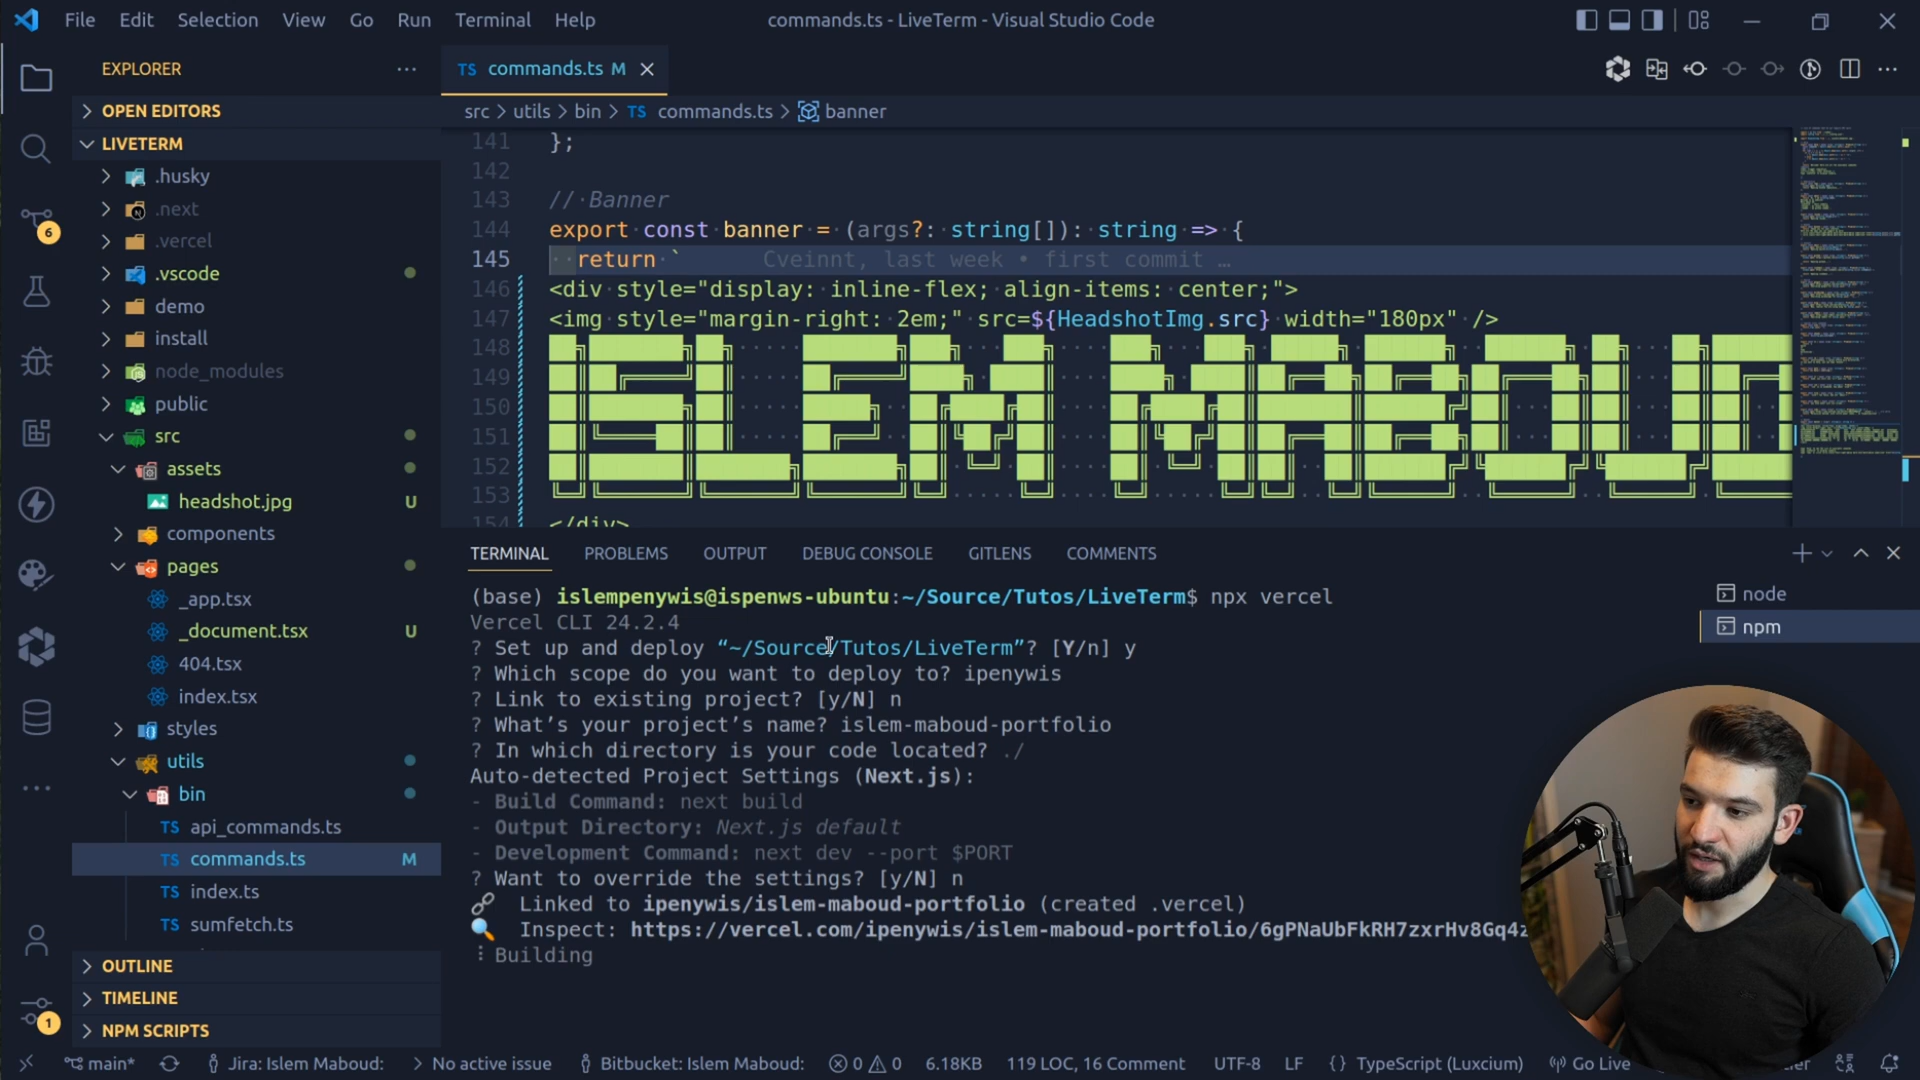 File Edit Selection View Go Run Terminal Help
commands.ts - LiveTerm - Visual Studio Code
EXPLORER
OPEN EDITORS
LIVETERM
.husky
.next
.vercel
.vscode
demo
install
node_modules
public
src
assets
headshot.jpg U
components
pages
_app.tsx
_document.tsx U
404.tsx
index.tsx
styles
utils
bin
TS api_commands.ts
TS commands.ts M
TS index.ts
TS sumfetch.ts
OUTLINE
TIMELINE
NPM SCRIPTS
6
1
TS commands.ts M
src > utils > bin > TS commands.ts > banner
141 };
142
143 // Banner
144 export const banner = (args?: string[]): string => {
145 return ` Cveinnt, last week • first commit …
146 <div style="display: inline-flex; align-items: center;">
147 <img style="margin-right: 2em;" src=${HeadshotImg.src} width="180px" />
148
149
150
151
152
153
ISLEM MABOUD
154 </div>
ISLEM MABOUD
TERMINAL PROBLEMS OUTPUT DEBUG CONSOLE GITLENS COMMENTS
(base) islempenywis@ispenws-ubuntu:~/Source/Tutos/LiveTerm$ npx vercel
Vercel CLI 24.2.4
? Set up and deploy “~/Source/Tutos/LiveTerm”? [Y/n] y
? Which scope do you want to deploy to? ipenywis
? Link to existing project? [y/N] n
? What’s your project’s name? islem-maboud-portfolio
? In which directory is your code located? ./
Auto-detected Project Settings (Next.js):
- Build Command: next build
- Output Directory: Next.js default
- Development Command: next dev --port $PORT
? Want to override the settings? [y/N] n
Linked to ipenywis/islem-maboud-portfolio (created .vercel)
Inspect: https://vercel.com/ipenywis/islem-maboud-portfolio/6gPNaUbFkRH7zxrHv8Gq4z
Building
node
npm
main* Jira: Islem Maboud: > No active issue Bitbucket: Islem Maboud: 0 0 6.18KB 119 LOC, 16 Comment UTF-8 LF {} TypeScript (Luxcium) Go Live